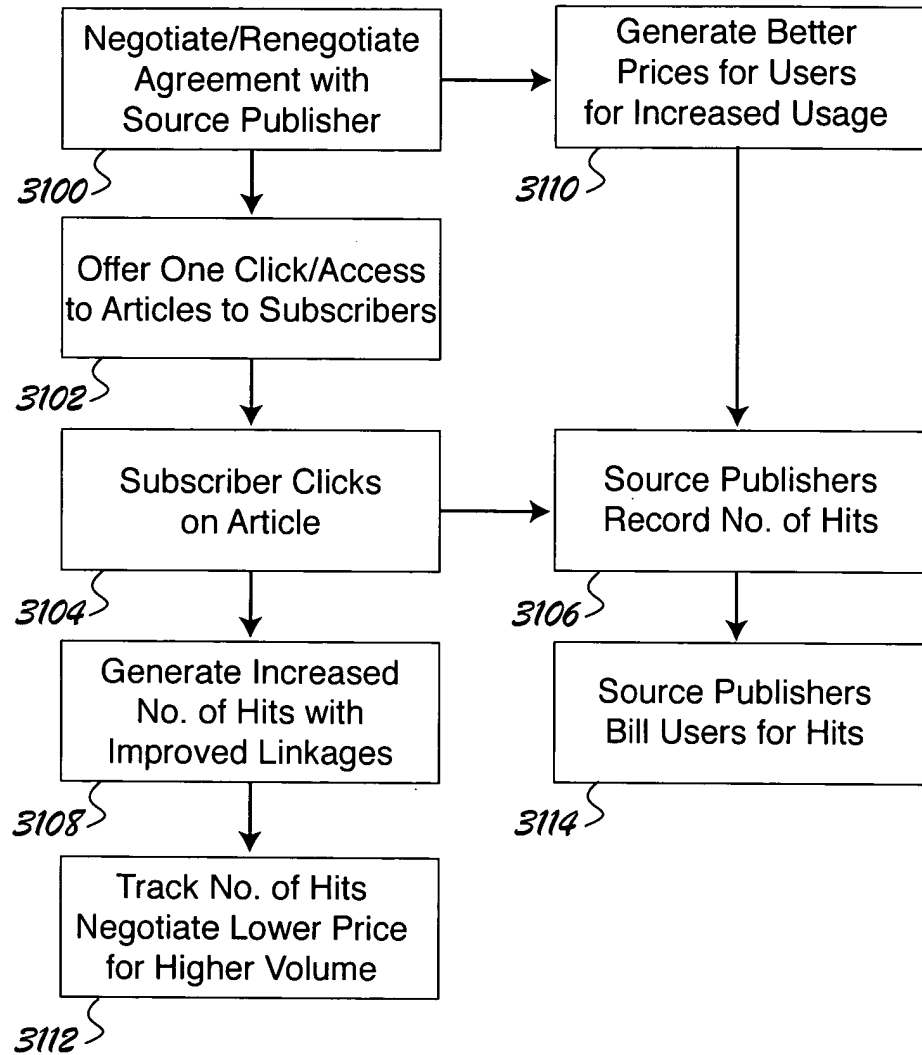 Negotiate/Renegotiate
Agreement with
Source Publisher
3100
Generate Better
Prices for Users
for Increased Usage
3110
Offer One Click/Access
to Articles to Subscribers
3102
Subscriber Clicks
on Article
3104
Source Publishers
Record No. of Hits
3106
Generate Increased
No. of Hits with
Improved Linkages
3108
Source Publishers
Bill Users for Hits
3114
Track No. of Hits
Negotiate Lower Price
for Higher Volume
3112